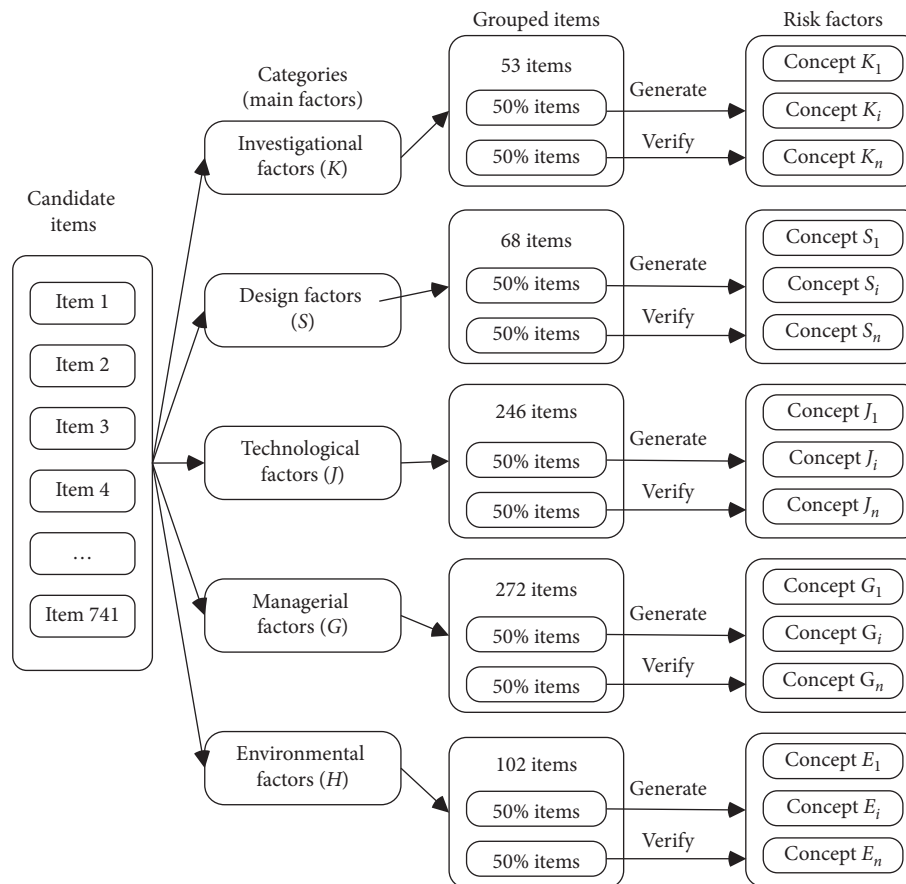 Candidate
items
Item 1
Item 2
Item 3
Item 4
…
Item 741
Categories
(main factors)
Investigational
factors (K)
Design factors
(S)
Technological
factors (J)
Managerial
factors (G)
Environmental
factors (H)
Grouped items
53 items
50% items
50% items
Generate
Verify
68 items
50% items
50% items
Generate
Verify
246 items
50% items
50% items
Generate
Verify
272 items
50% items
50% items
Generate
Verify
102 items
50% items
50% items
Generate
Verify
Risk factors
Concept K1
Concept Ki
Concept Kn
Concept S1
Concept Si
Concept Sn
Concept J1
Concept Ji
Concept Jn
Concept G1
Concept Gi
Concept Gn
Concept E1
Concept Ei
Concept En